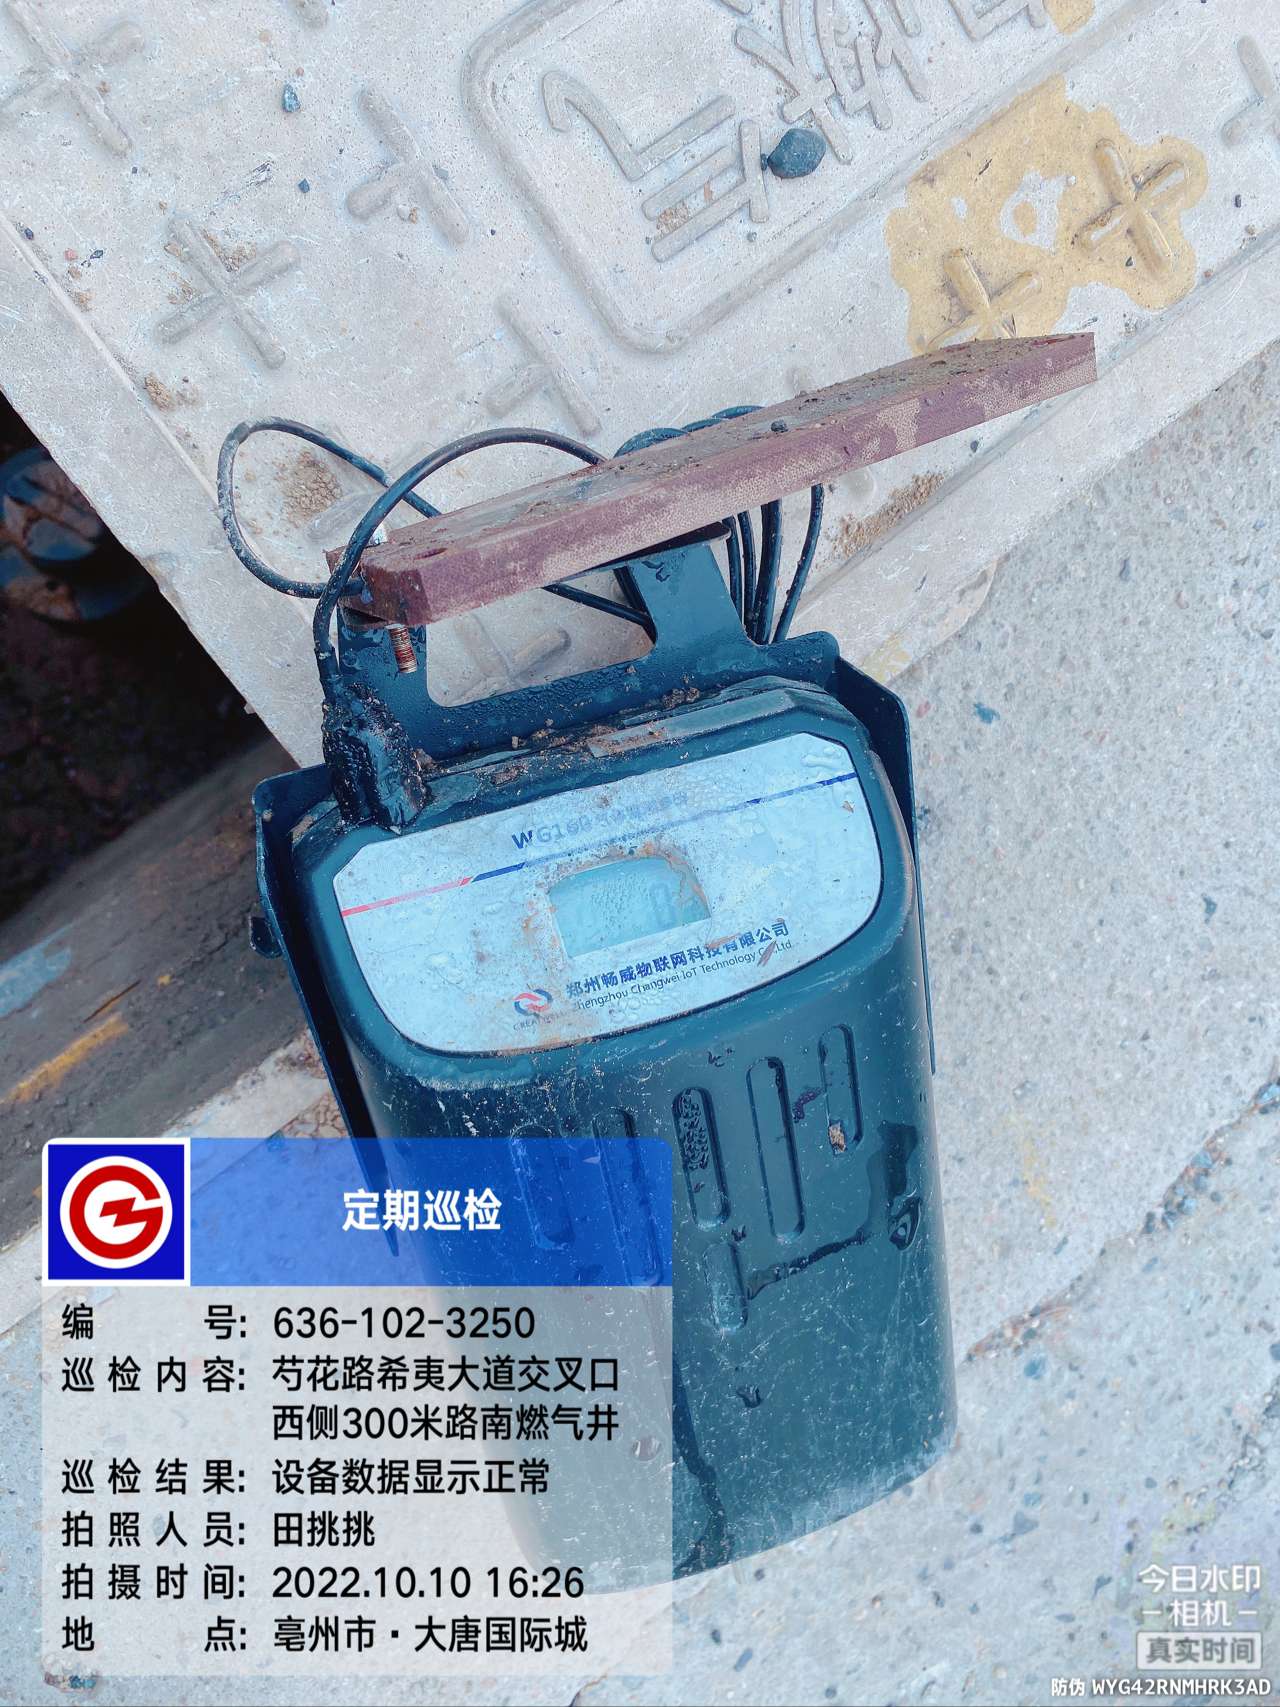 燃气
WG160
0
郑州畅威物联网科技有限公司
Zhengzhou Changwei IoT Technology Co.,Ltd
定期巡检
编号: 636-102-3250
巡检内容: 芍花路希夷大道交叉口
西侧300米路南燃气井
巡检结果: 设备数据显示正常
拍照人员: 田挑挑
拍摄时间: 2022.10.10 16:26
地点: 亳州市·大唐国际城
今日水印
-相机-
真实时间
防伪 WYG42RNMHRK3AD